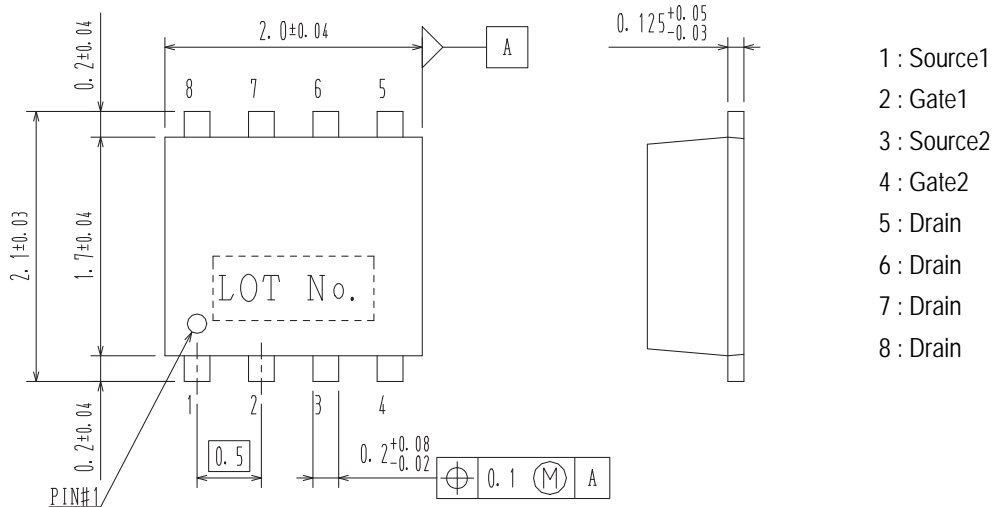 2.0±0.04
A
0.125+0.05
-0.03
0.2±0.04
8 7 6 5
2.1±0.03
1.7±0.04
LOT No.
0.2±0.04
1 2 3 4
0.5
0.2+0.08
-0.02
0.1 Ⓜ A
PIN#1
1 : Source1
2 : Gate1
3 : Source2
4 : Gate2
5 : Drain
6 : Drain
7 : Drain
8 : Drain